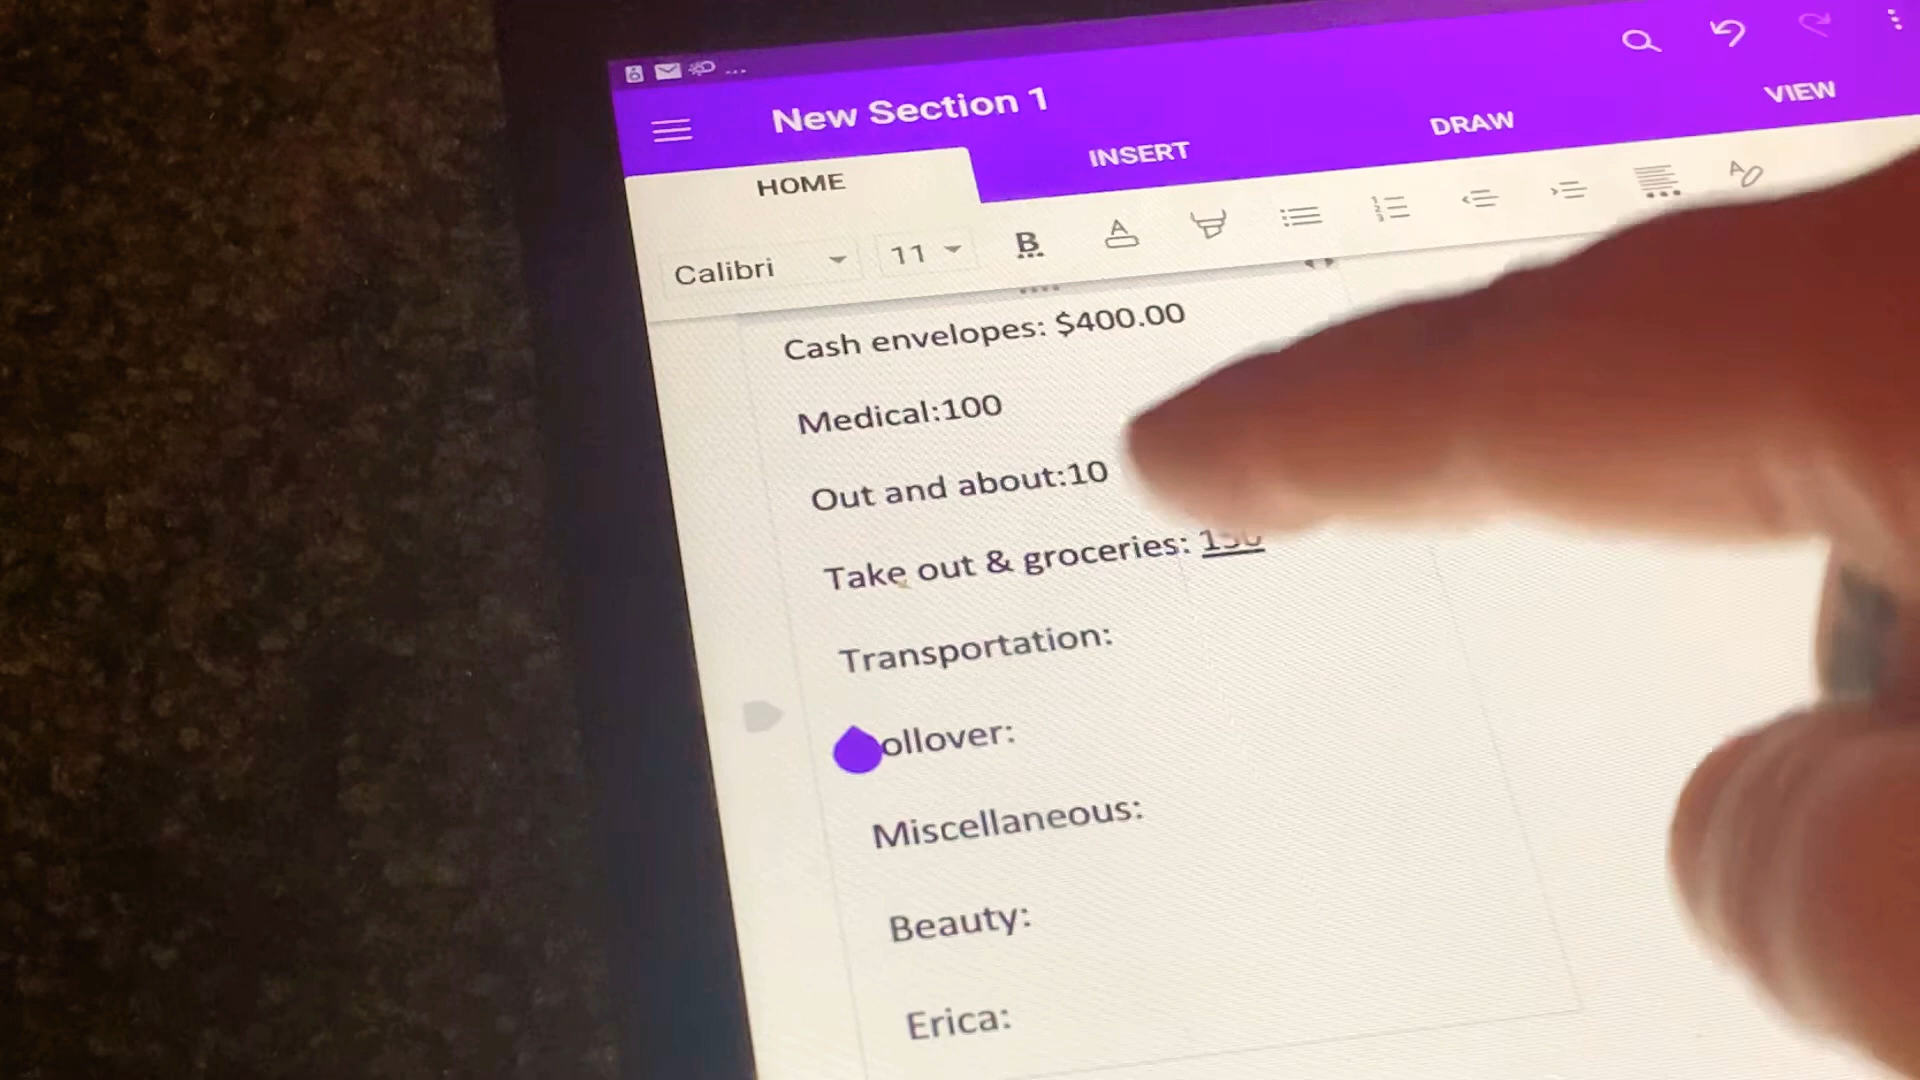 New Section 1
HOME
INSERT
DRAW
VIEW
Calibri
11
B
Cash envelopes: $400.00
Medical:100
Out and about:10
Take out & groceries:
Transportation:
ollover:
Miscellaneous:
Beauty:
Erica: